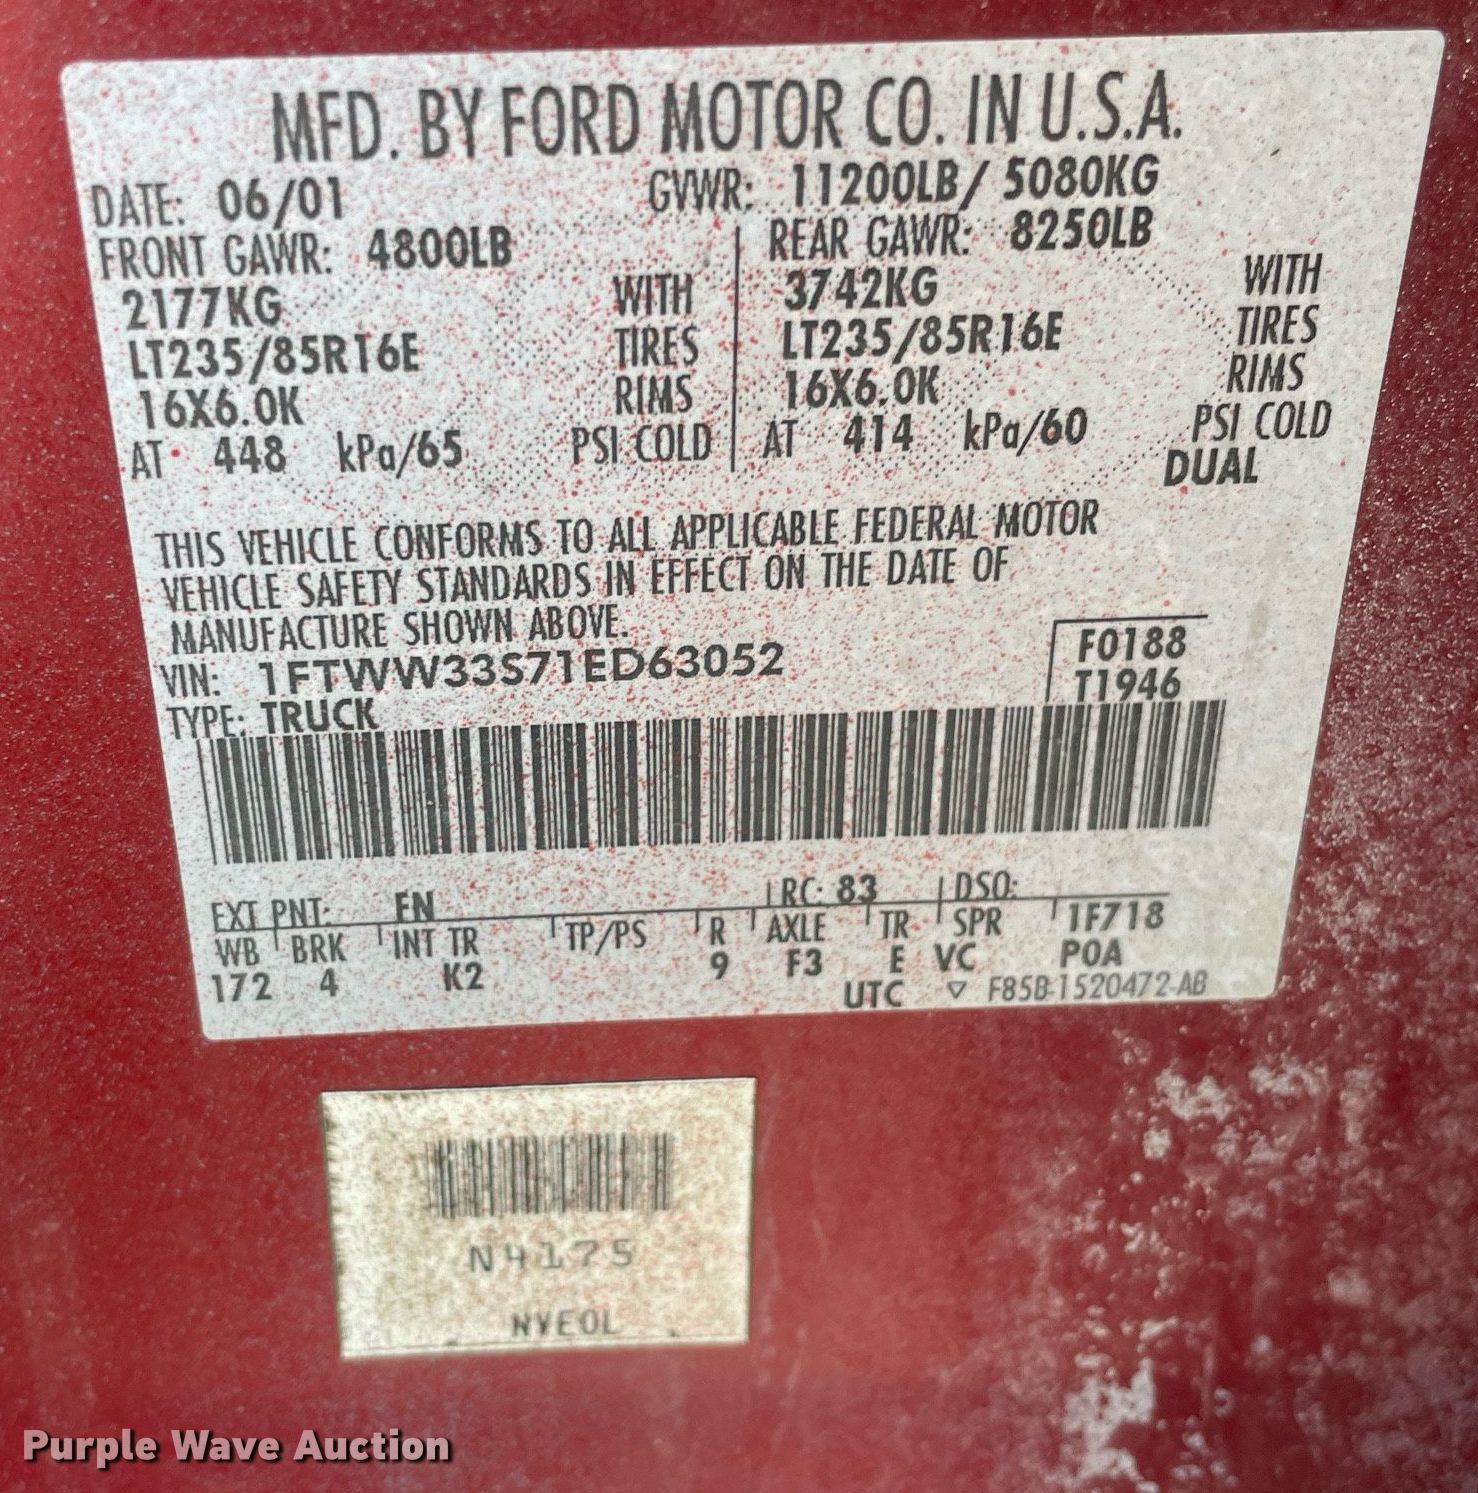 MFD. BY FORD MOTOR CO. IN U.S.A.
DATE: 06/01 GVWR: 11200LB/ 5080KG
FRONT GAWR: 4800LB REAR GAWR: 8250LB
2177KG WITH 3742KG WITH
LT235/85R16E TIRES LT235/85R16E TIRES
16X6.0K RIMS 16X6.0K RIMS
AT 448 kPa/65 PSI COLD AT 414 kPa/60 PSI COLD
DUAL
THIS VEHICLE CONFORMS TO ALL APPLICABLE FEDERAL MOTOR
VEHICLE SAFETY STANDARDS IN EFFECT ON THE DATE OF
MANUFACTURE SHOWN ABOVE.
VIN: 1FTWW33S71ED63052
F0188
T1946
TYPE: TRUCK
EXT PNT: FN RC: 83 DSO:
WB BRK INT TR TP/PS R AXLE TR SPR 1F718
172 4 K2 9 F3 E VC POA
UTC ▽ F85B-1520472-AB
N4175
NVEOL
Purple Wave Auction